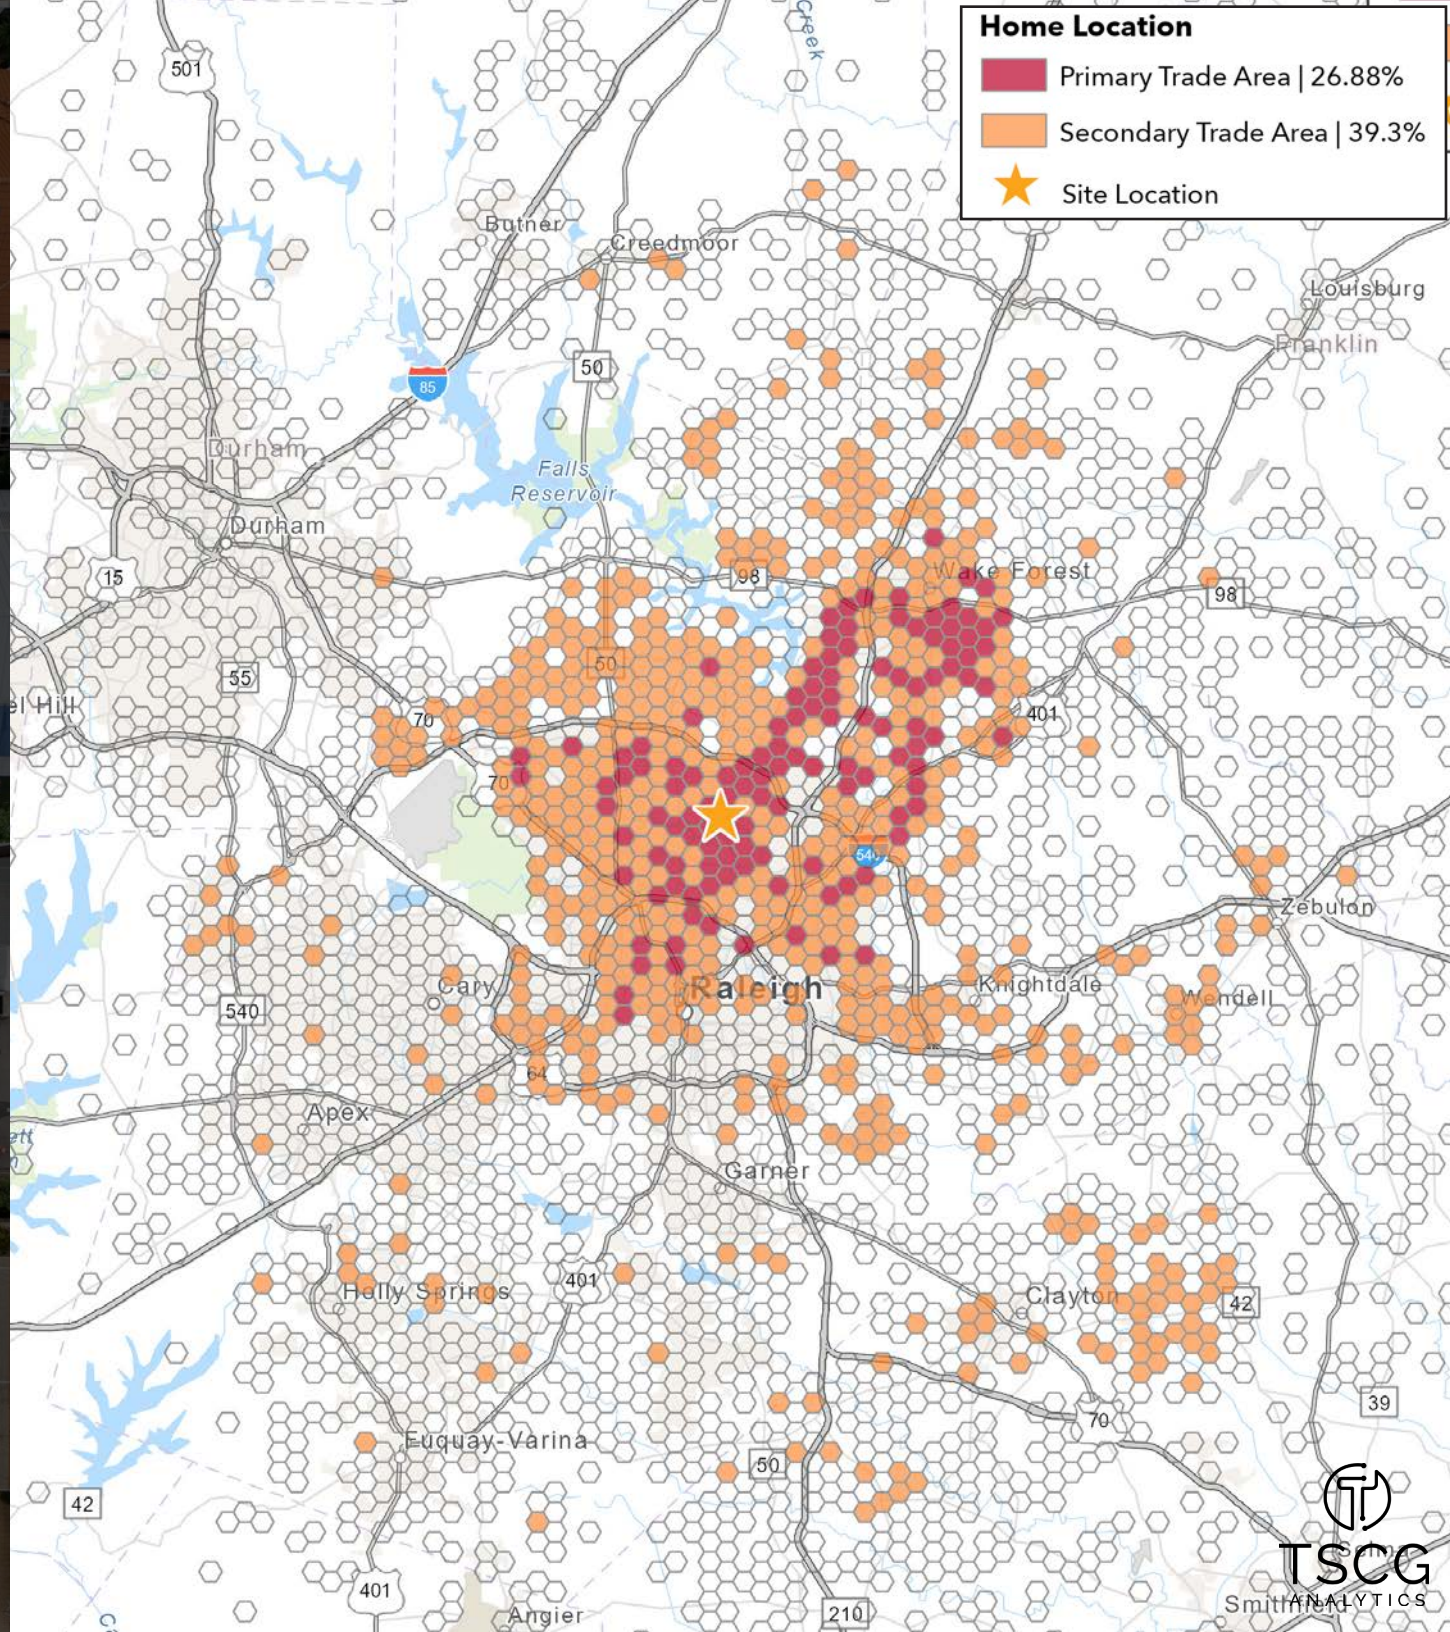 Home Location
Primary Trade Area | 26.88%
Secondary Trade Area | 39.3%
Site Location
Creek
501
Butner
Creedmoor
Louisburg
Franklin
50
85
Durham
Falls
Reservoir
Durham
15
98
Wake Forest
98
50
55
el Hill
70
401
70
540
Zebulon
Cary
Raleigh
Knightdale
Wendell
540
64
Apex
ett
Garner
401
Holly Springs
Clayton
42
39
70
Fuquay-Varina
50
42
Selma
TSCG
ANALYTICS
401
Angier
210
Smithfield